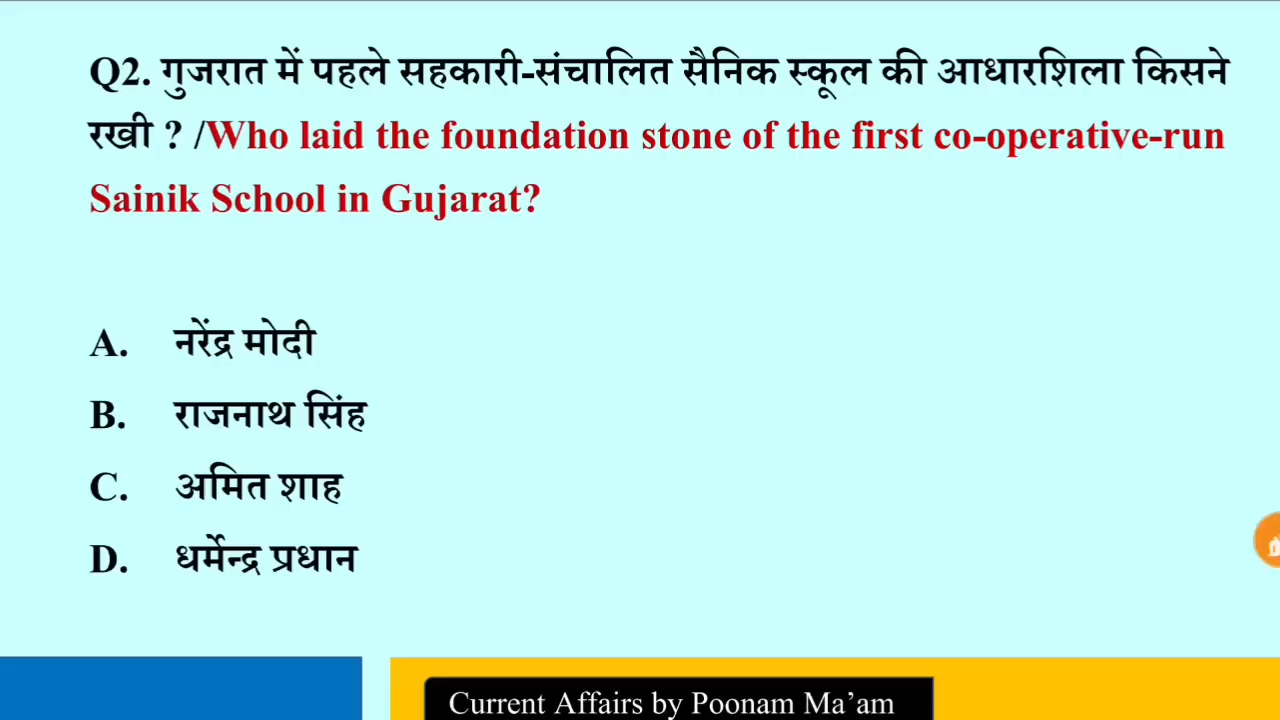 Q2. गुजरात में पहले सहकारी-संचालित सैनिक स्कूल की आधारशिला किसने
रखी ? /Who laid the foundation stone of the first co-operative-run
Sainik School in Gujarat?
A. नरेंद्र मोदी
B. राजनाथ सिंह
C. अमित शाह
D. धर्मेन्द्र प्रधान
Current Affairs by Poonam Ma’am